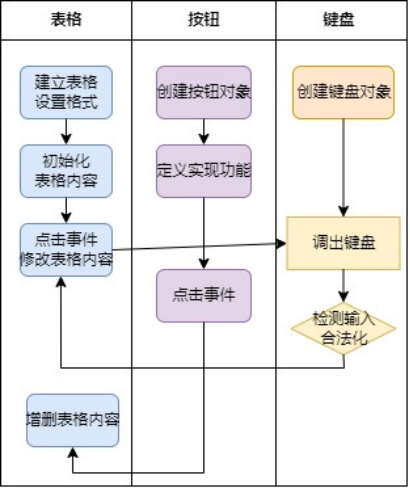 表格
按钮
键盘
建立表格
设置格式
创建按钮对象
创建键盘对象
初始化
表格内容
定义实现功能
点击事件
修改表格内容
调出键盘
点击事件
检测输入
合法化
增删表格内容